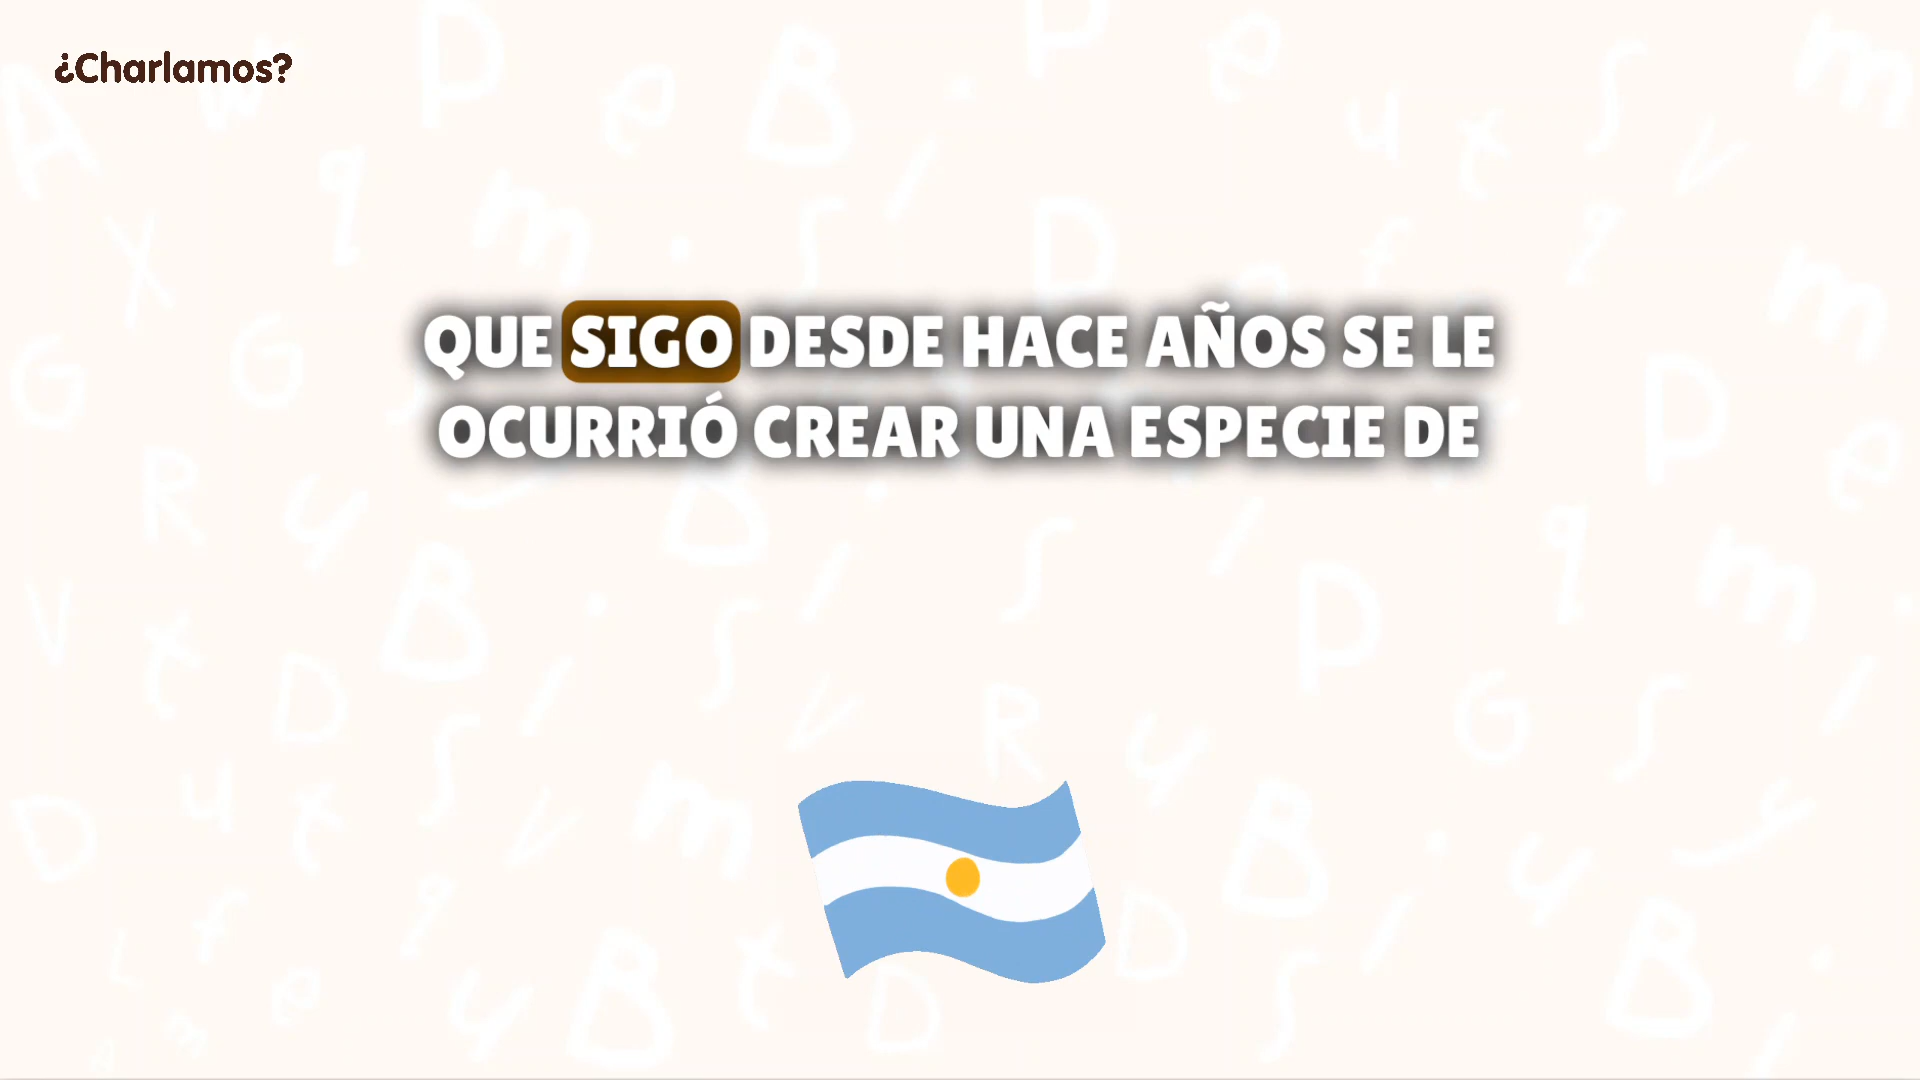 ¿Charlamos?
QUE SIGO DESDE HACE AÑOS SE LE
OCURRIÓ CREAR UNA ESPECIE DE